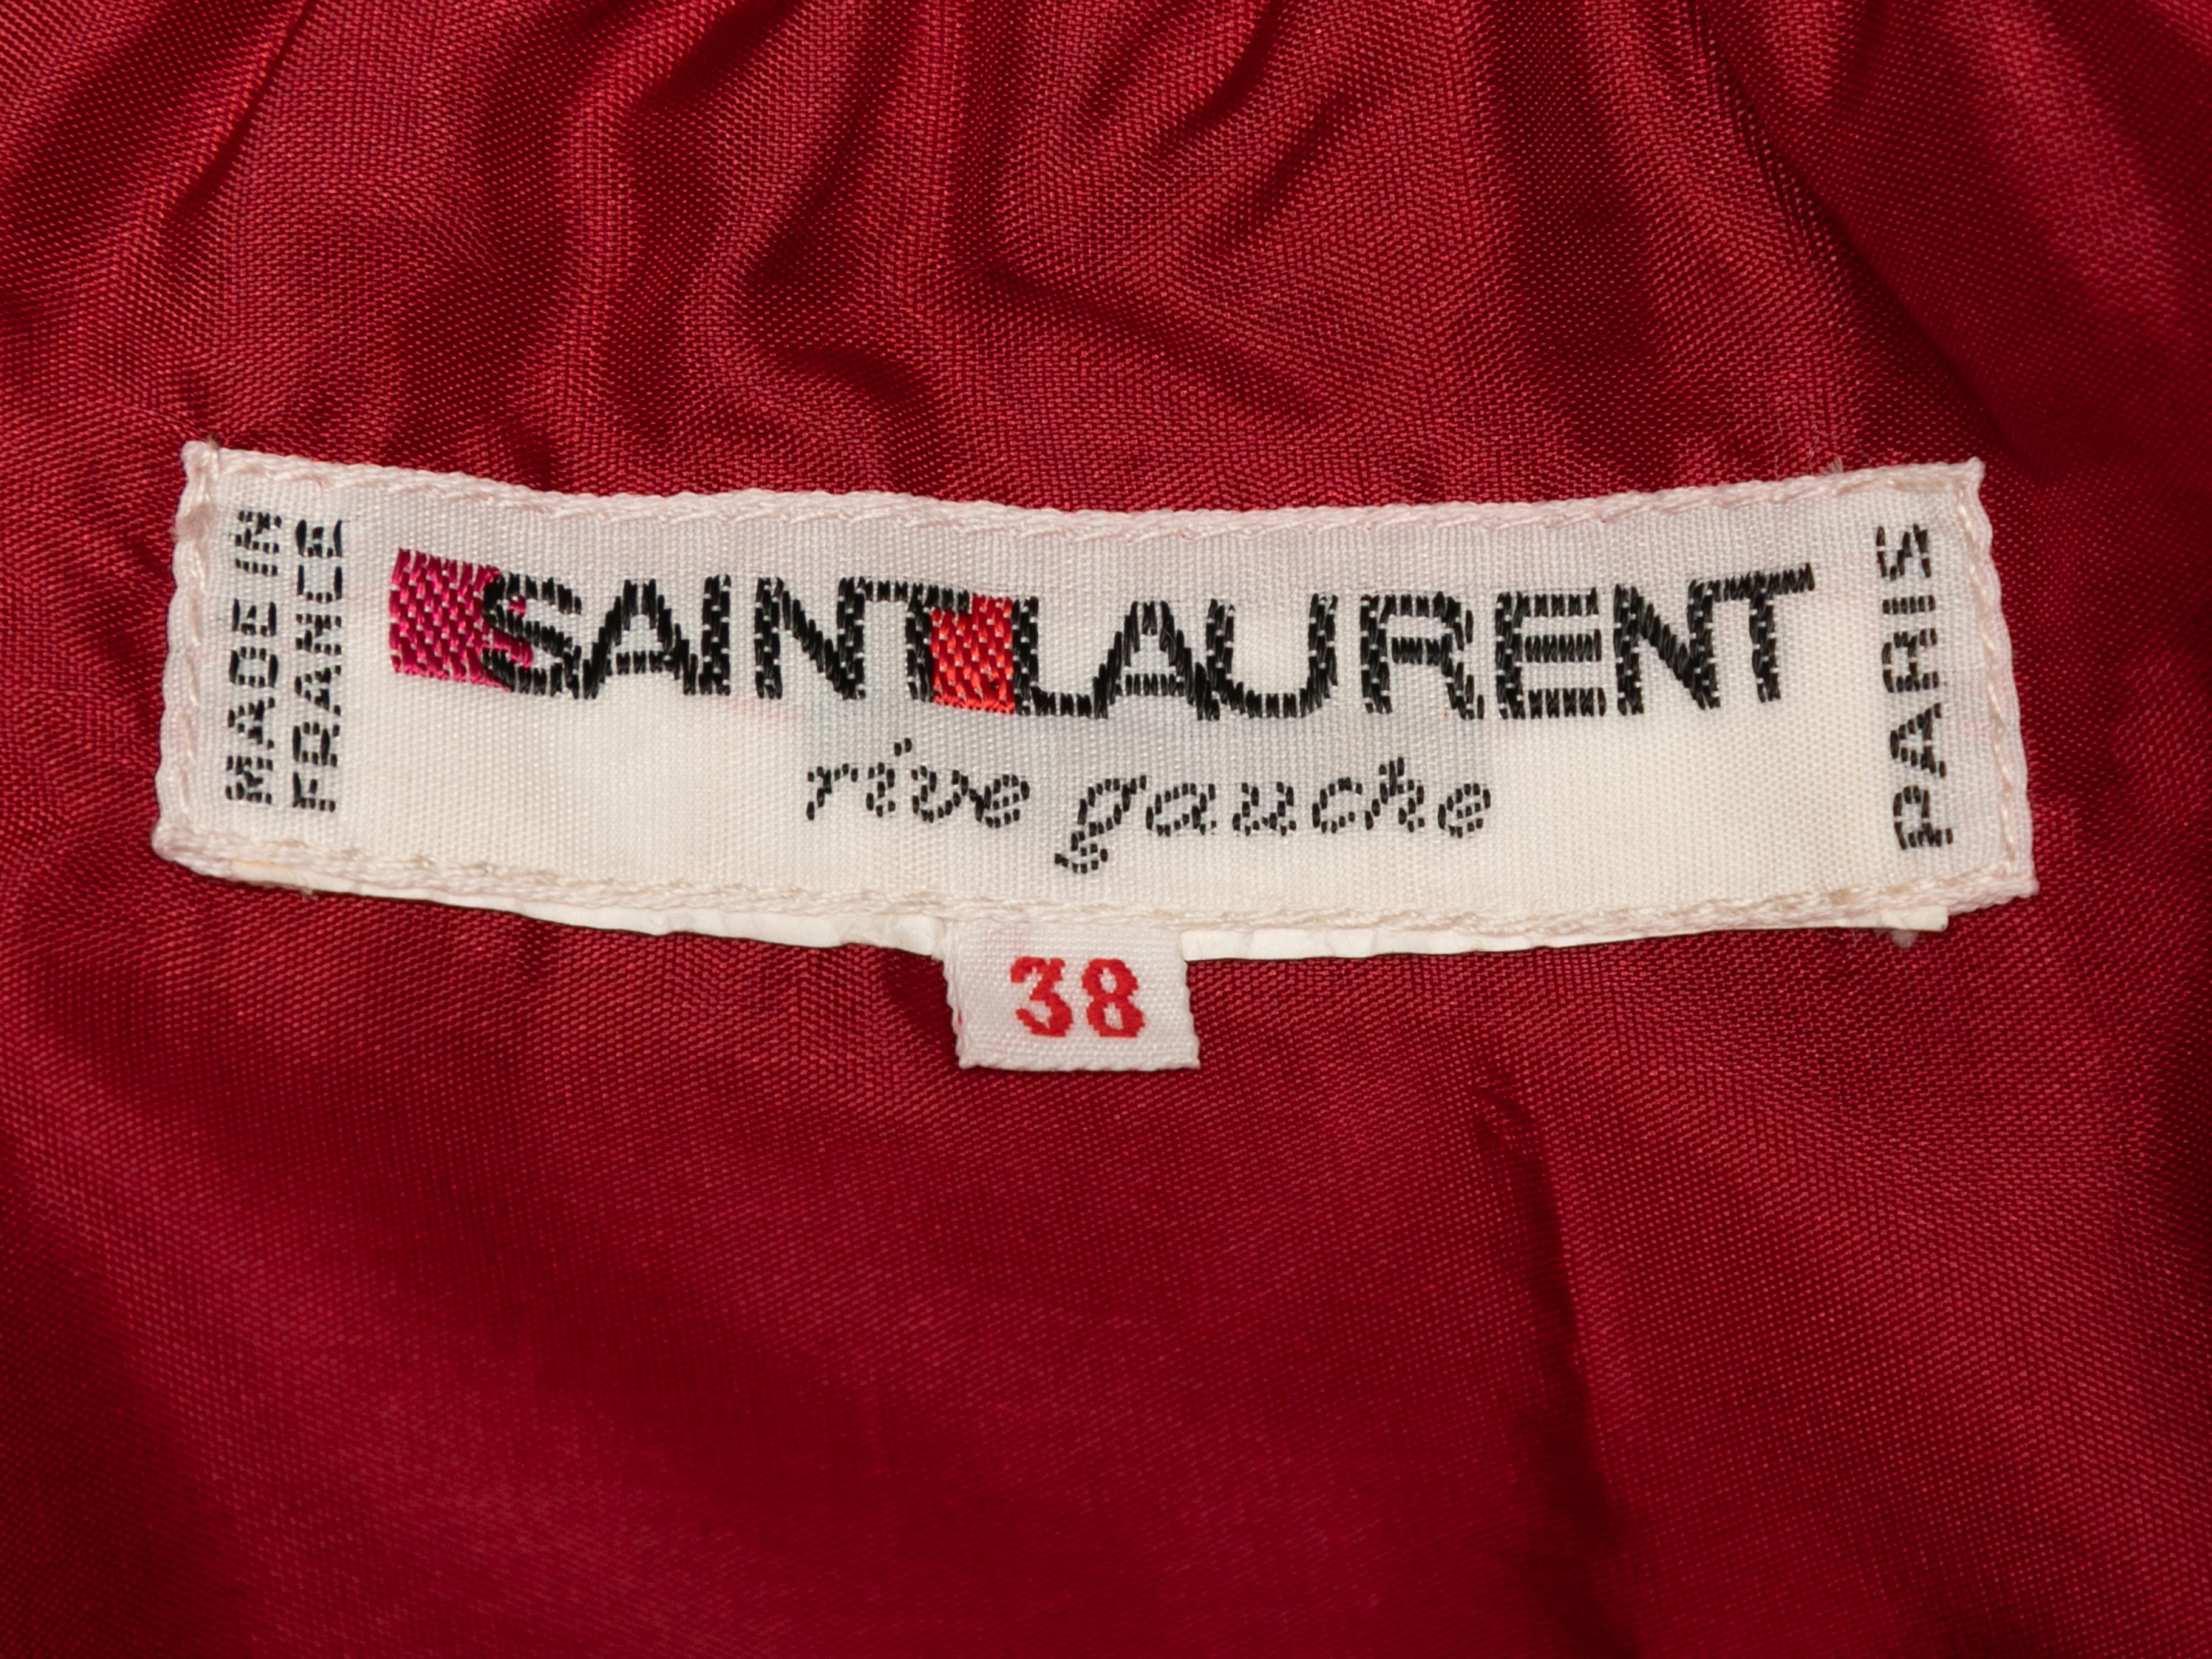 MADE IN
FRANCE
SAINT LAURENT
rive gauche
PARIS
38